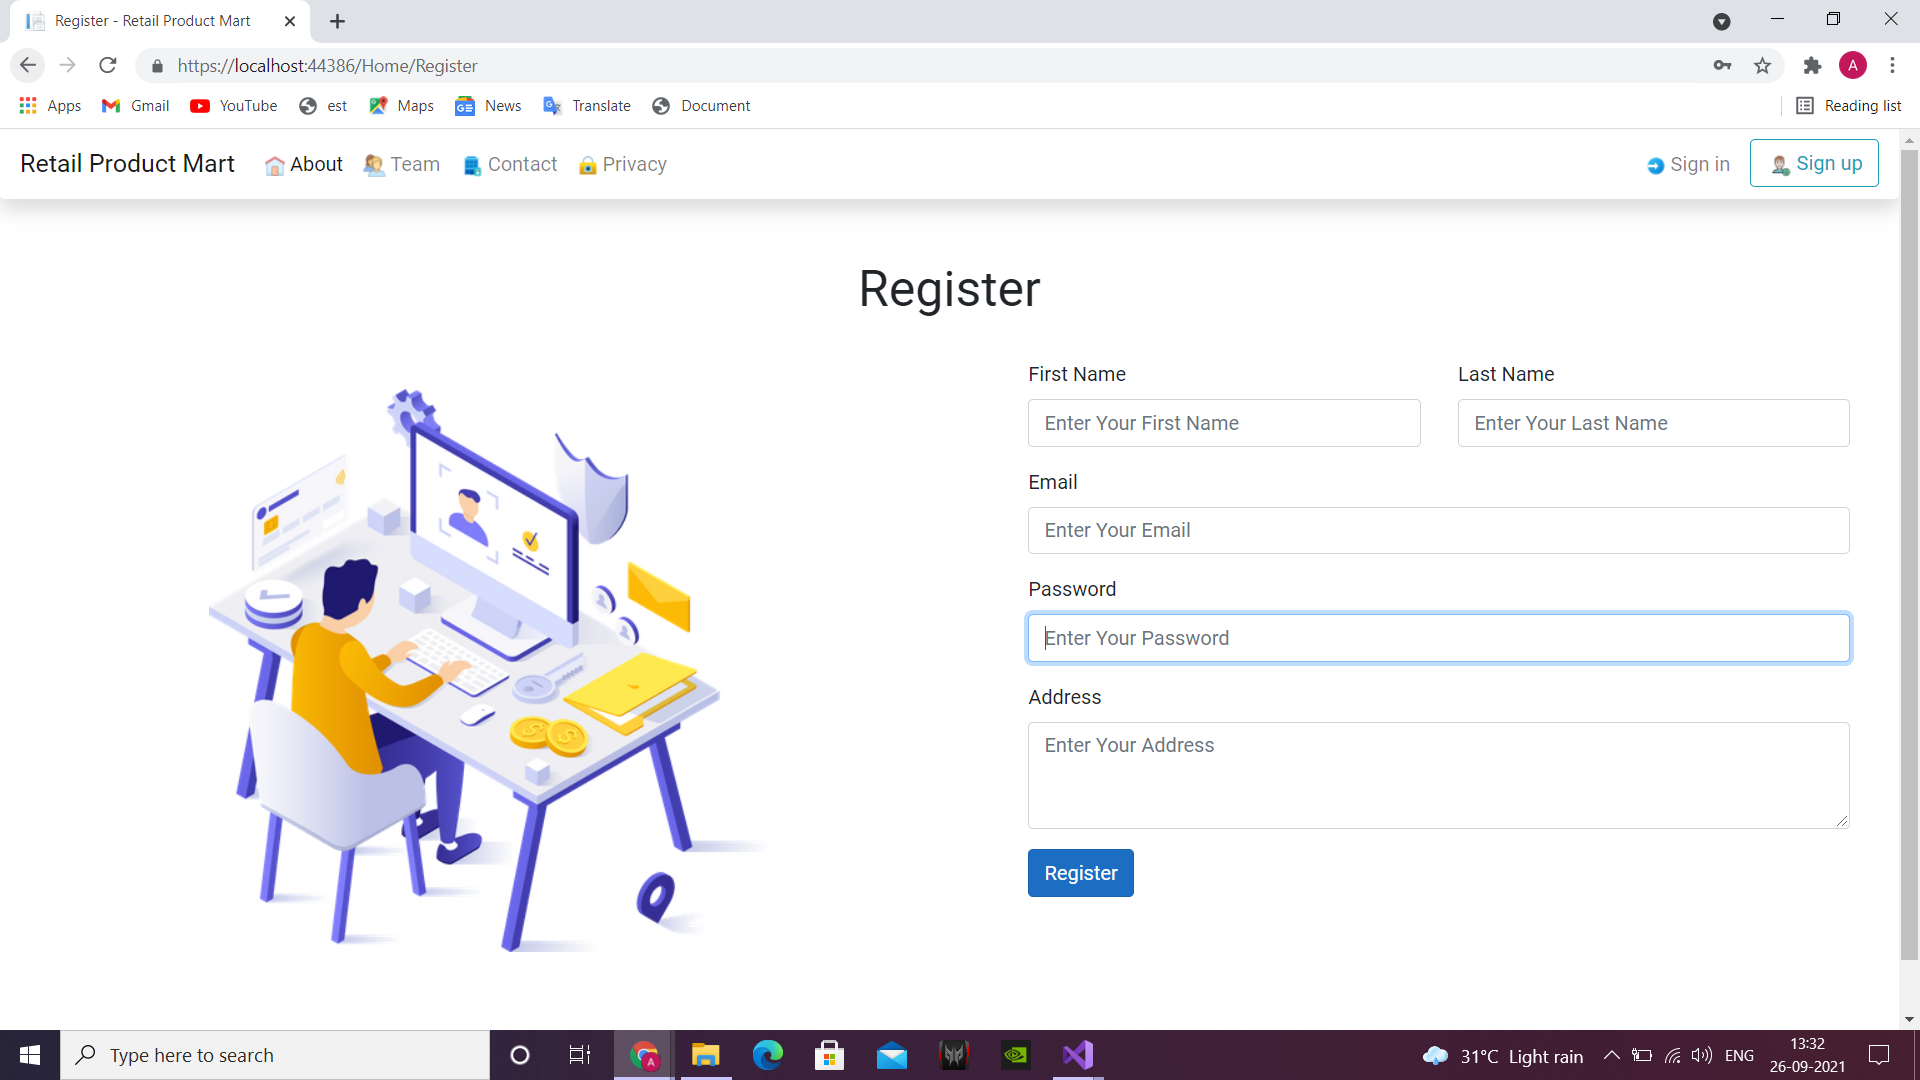 Register - Retail Product Mart
https://localhost:44386/Home/Register
A
Apps Gmail YouTube est Maps News Translate Document Reading list
Retail Product Mart About Team Contact Privacy Sign in Sign up
Register
First Name Last Name
Enter Your First Name Enter Your Last Name
Email
Enter Your Email
Password
Enter Your Password
Address
Enter Your Address
Register
Type here to search
31°C Light rain ENG
13:32
26-09-2021